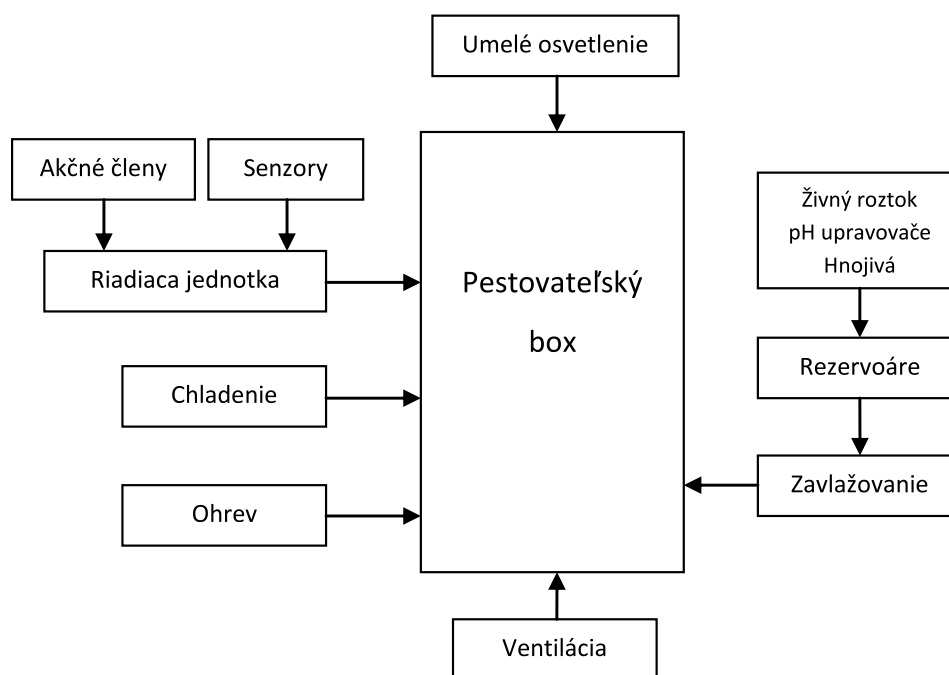 Umelé osvetlenie
Akčné členy
Senzory
Riadiaca jednotka
Chladenie
Ohrev
Pestovateľský
box
Živný roztok
pH upravovače
Hnojivá
Rezervoáre
Zavlažovanie
Ventilácia